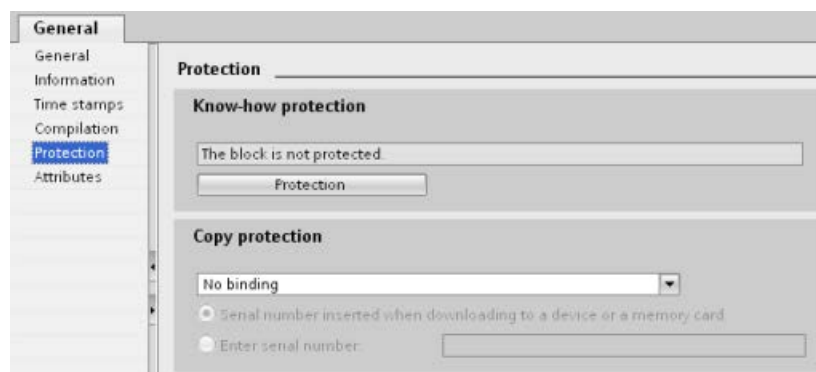 General
General
Information
Time stamps
Compilation
Protection
Attributes
Protection
Know-how protection
The block is not protected.
Protection
Copy protection
No binding
Serial number inserted when downloading to a device or a memory card
Enter serial number: